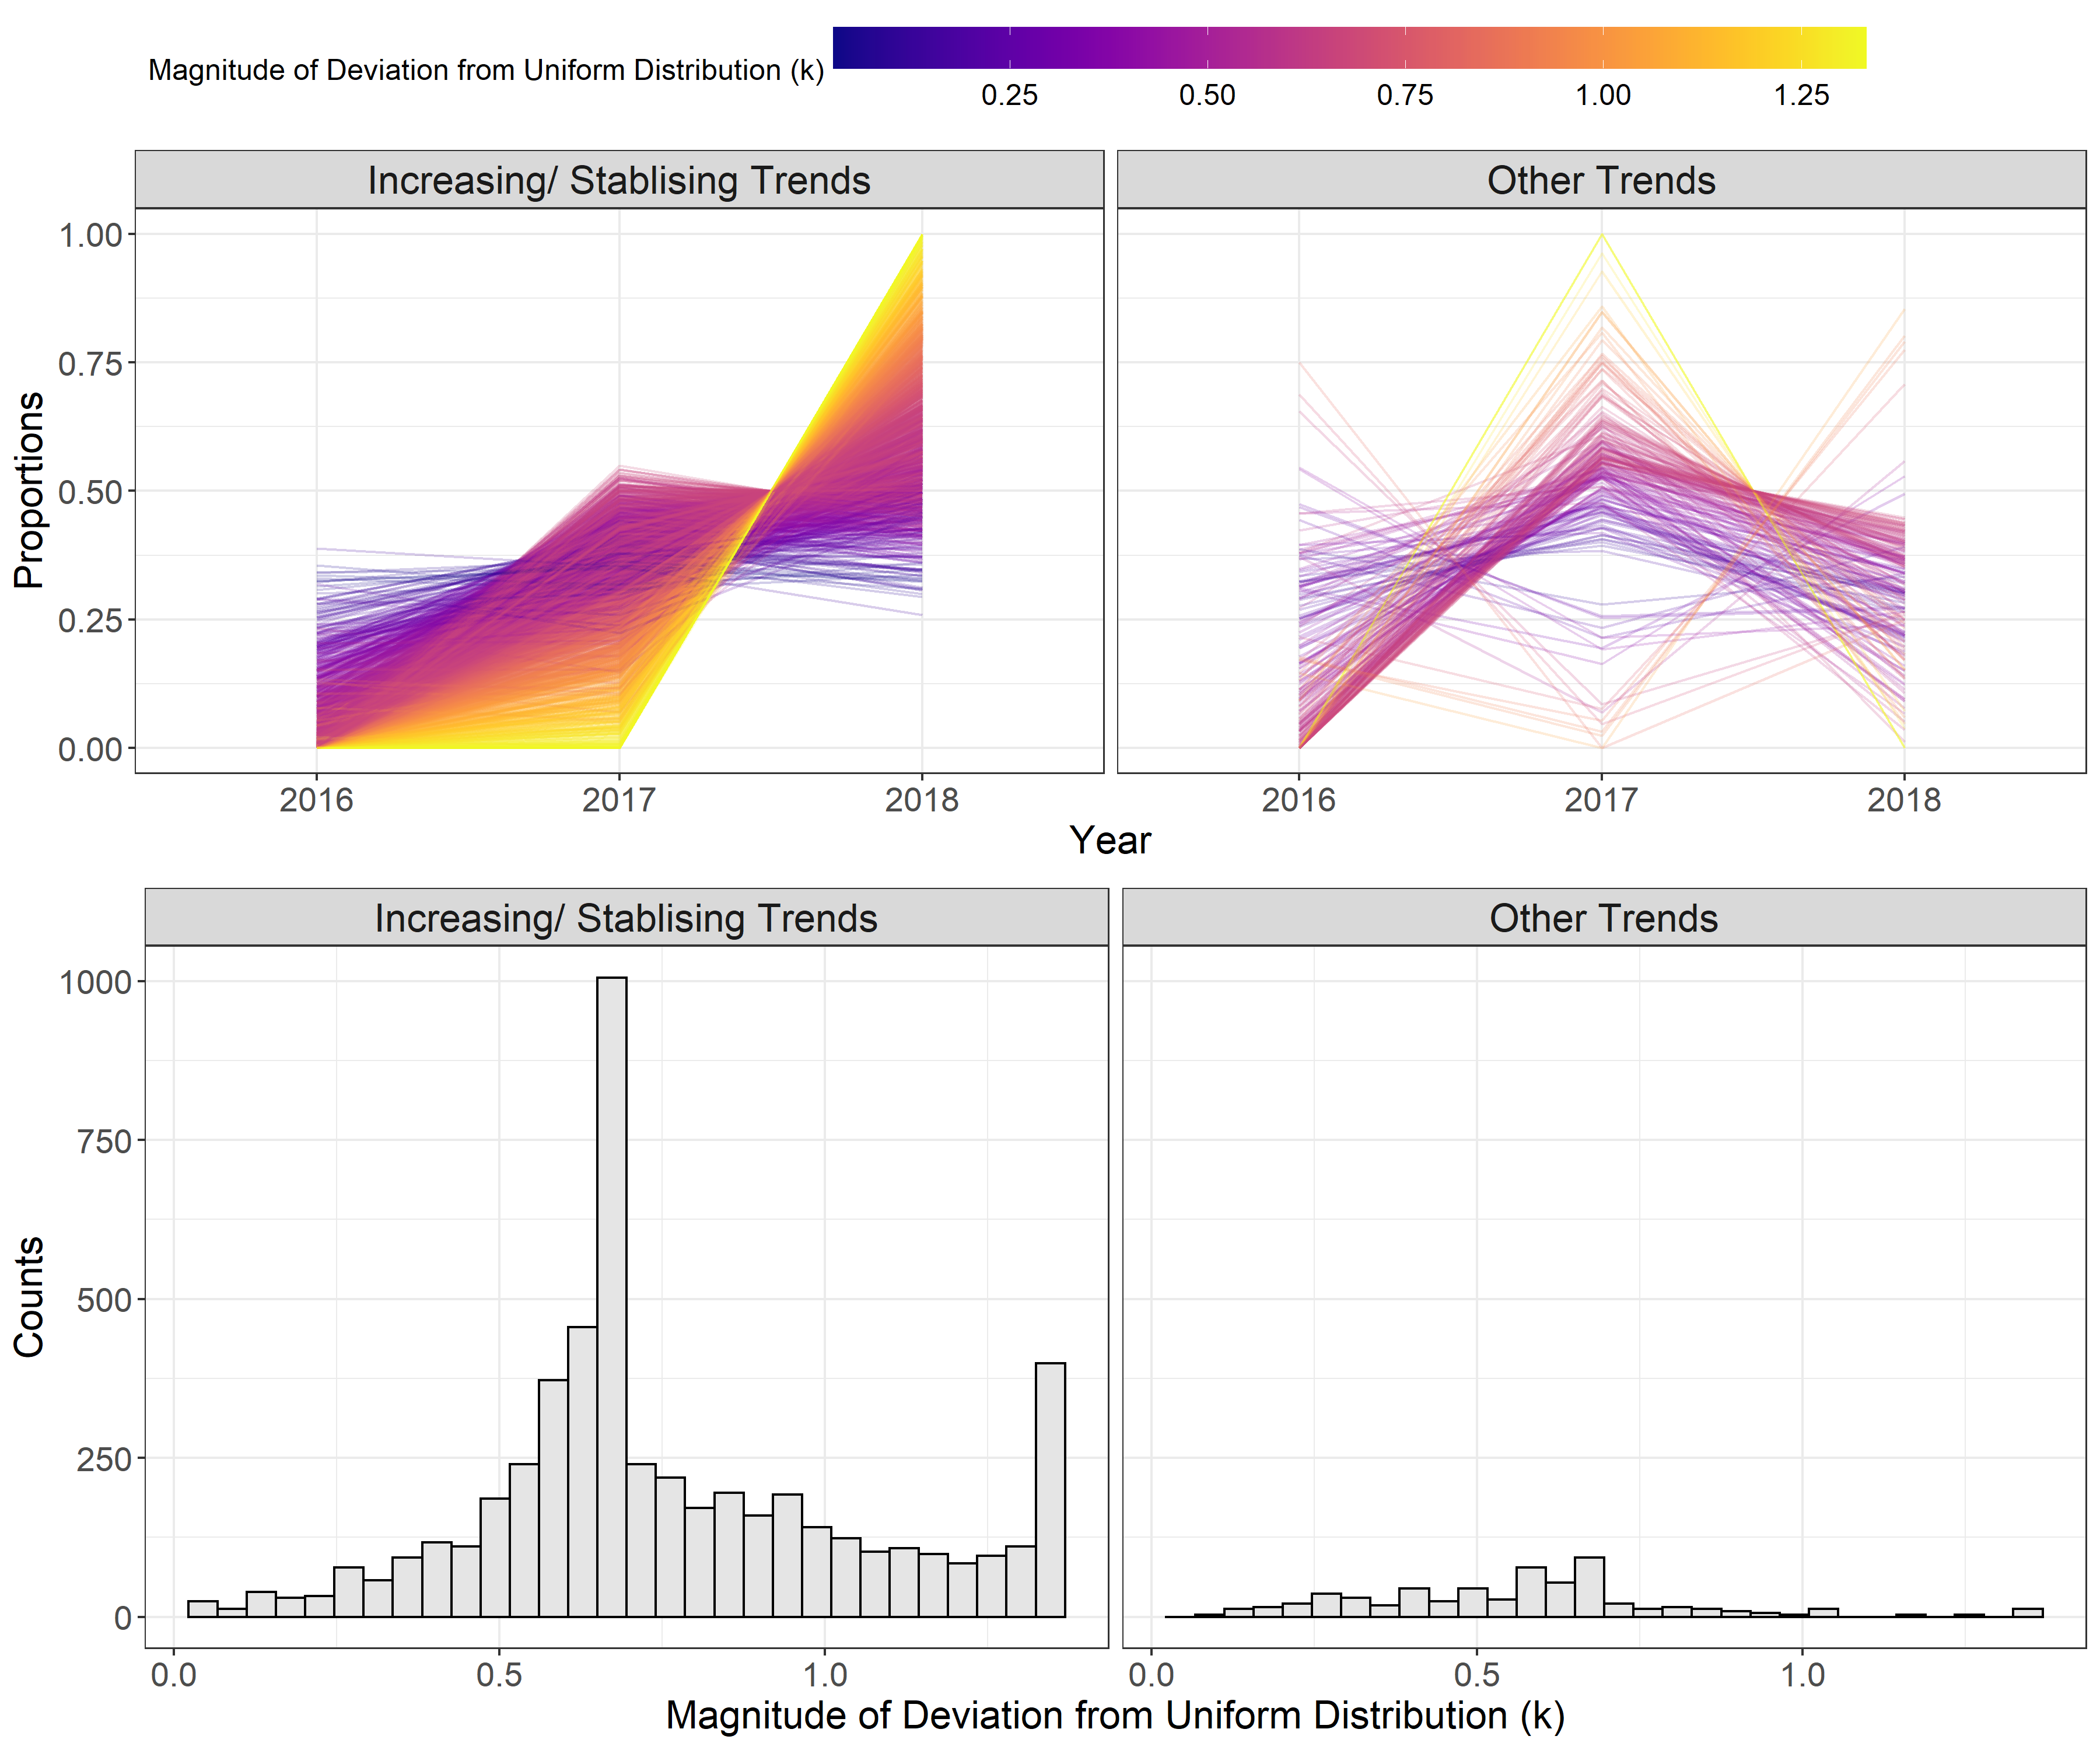 Magnitude of Deviation from Uniform Distribution (k)
0.25 0.50 0.75 1.00 1.25
Increasing/ Stablising Trends
Other Trends
Proportions
1.00
0.75
0.50
0.25
0.00
2016 2017 2018
2016 2017 2018
Year
Increasing/ Stablising Trends
Other Trends
Counts
1000
750
500
250
0
0.0 0.5 1.0
0.0 0.5 1.0
Magnitude of Deviation from Uniform Distribution (k)